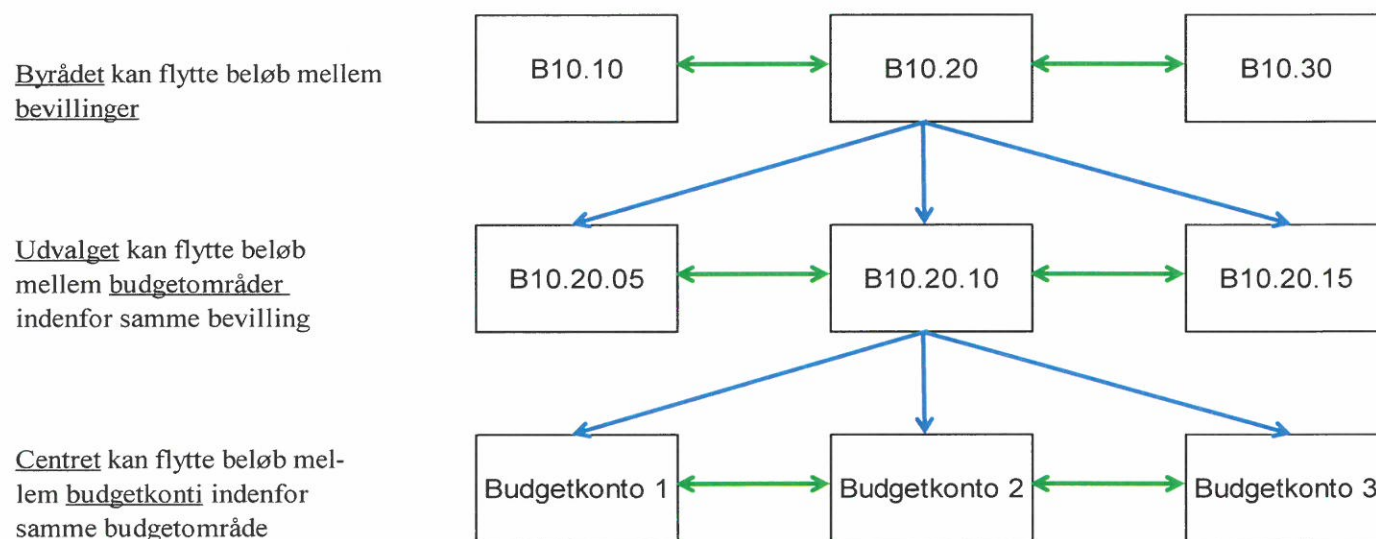 Byrådet kan flytte beløb mellem
bevillinger
B10.10
B10.20
B10.30
Udvalget kan flytte beløb
mellem budgetområder
indenfor samme bevilling
B10.20.05
B10.20.10
B10.20.15
Centret kan flytte beløb mel-
lem budgetkonti indenfor
samme budgetområde
Budgetkonto 1
Budgetkonto 2
Budgetkonto 3